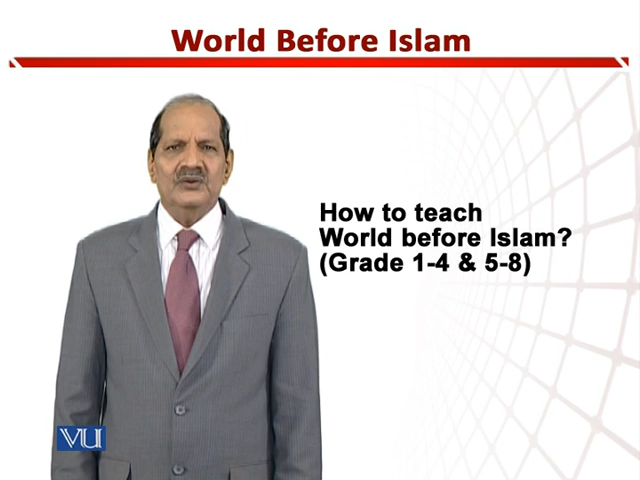 World Before Islam
How to teach
World before Islam?
(Grade 1-4 & 5-8)
VU